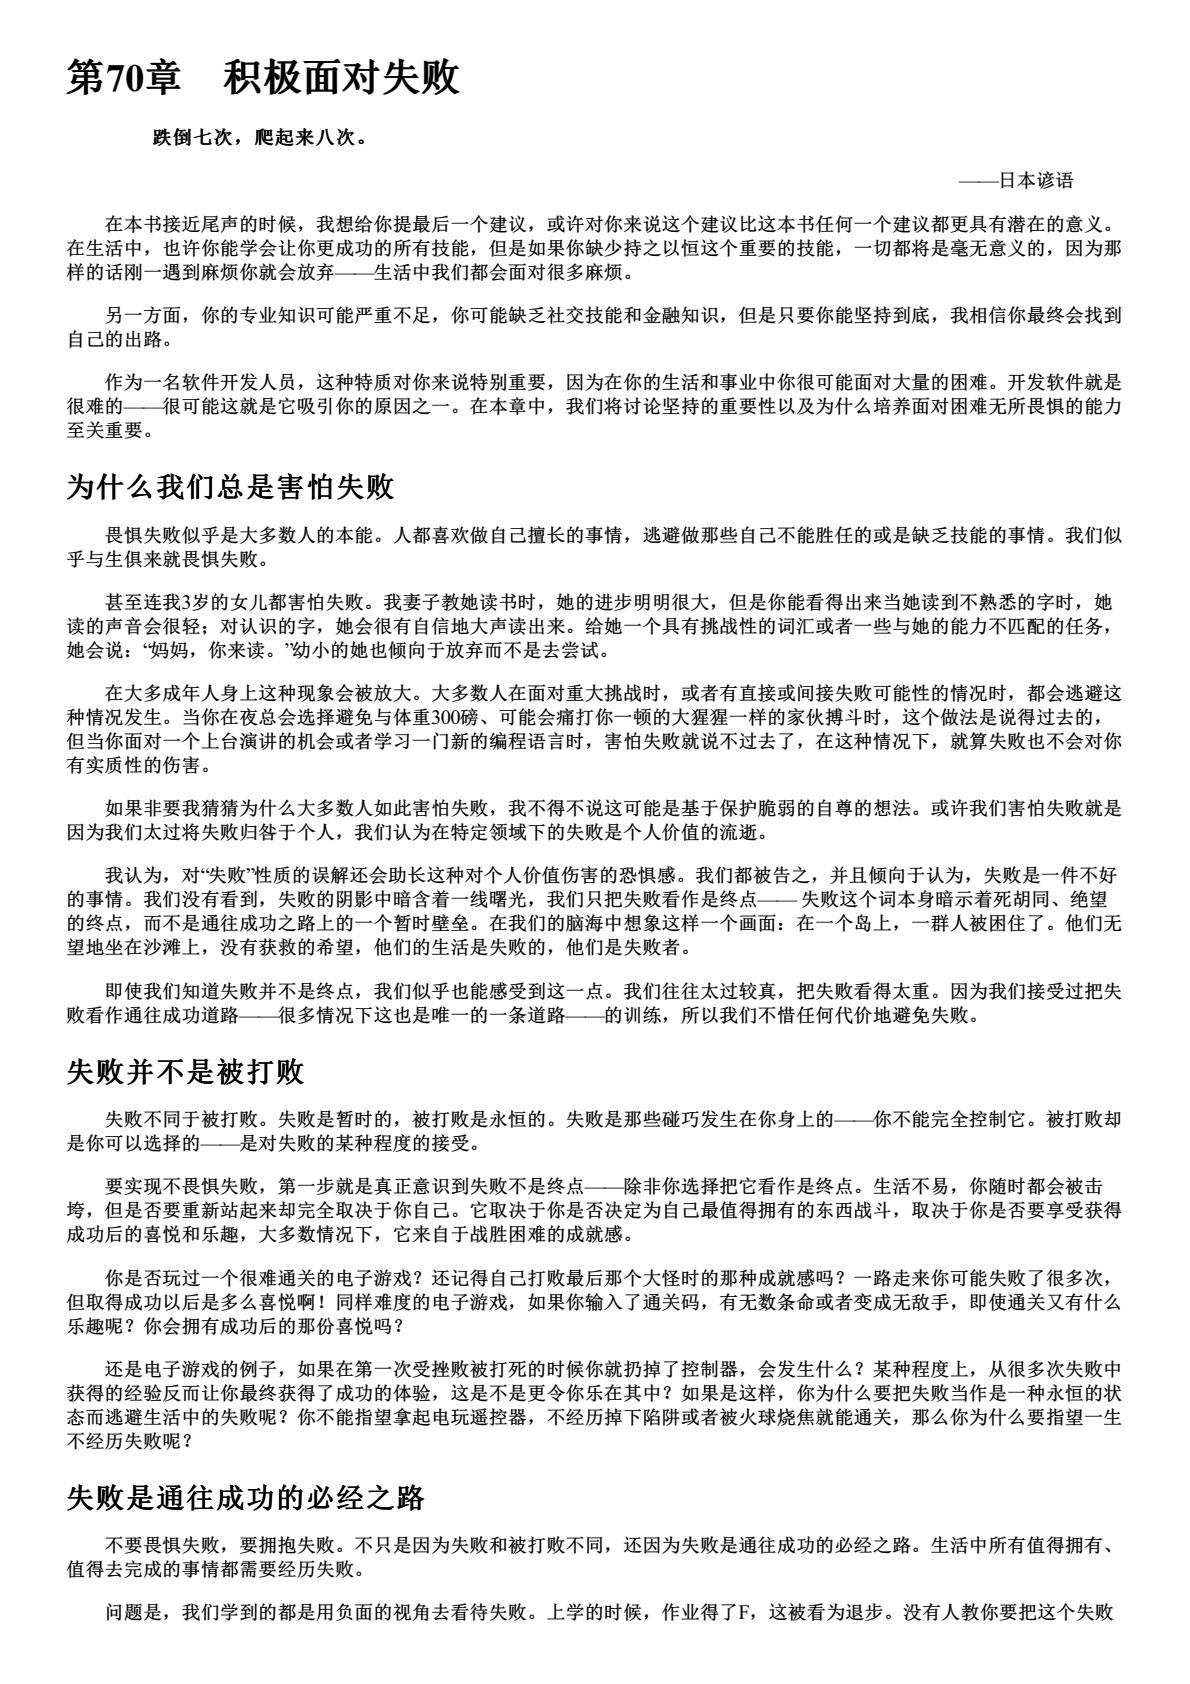 第70章　积极面对失败
跌倒七次，爬起来八次。
——日本谚语
在本书接近尾声的时候，我想给你提最后一个建议，或许对你来说这个建议比这本书任何一个建议都更具有潜在的意义。
在生活中，也许你能学会让你更成功的所有技能，但是如果你缺少持之以恒这个重要的技能，一切都将是毫无意义的，因为那
样的话刚一遇到麻烦你就会放弃——生活中我们都会面对很多麻烦。
另一方面，你的专业知识可能严重不足，你可能缺乏社交技能和金融知识，但是只要你能坚持到底，我相信你最终会找到
自己的出路。
作为一名软件开发人员，这种特质对你来说特别重要，因为在你的生活和事业中你很可能面对大量的困难。开发软件就是
很难的——很可能这就是它吸引你的原因之一。在本章中，我们将讨论坚持的重要性以及为什么培养面对困难无所畏惧的能力
至关重要。
为什么我们总是害怕失败
畏惧失败似乎是大多数人的本能。人都喜欢做自己擅长的事情，逃避做那些自己不能胜任的或是缺乏技能的事情。我们似
乎与生俱来就畏惧失败。
甚至连我3岁的女儿都害怕失败。我妻子教她读书时，她的进步明明很大，但是你能看得出来当她读到不熟悉的字时，她
读的声音会很轻；对认识的字，她会很有自信地大声读出来。给她一个具有挑战性的词汇或者一些与她的能力不匹配的任务，
她会说：“妈妈，你来读。”幼小的她也倾向于放弃而不是去尝试。
在大多成年人身上这种现象会被放大。大多数人在面对重大挑战时，或者有直接或间接失败可能性的情况时，都会逃避这
种情况发生。当你在夜总会选择避免与体重300磅、可能会痛打你一顿的大猩猩一样的家伙搏斗时，这个做法是说得过去的，
但当你面对一个上台演讲的机会或者学习一门新的编程语言时，害怕失败就说不过去了，在这种情况下，就算失败也不会对你
有实质性的伤害。
如果非要我猜猜为什么大多数人如此害怕失败，我不得不说这可能是基于保护脆弱的自尊的想法。或许我们害怕失败就是
因为我们太过将失败归咎于个人，我们认为在特定领域下的失败是个人价值的流逝。
我认为，对“失败”性质的误解还会助长这种对个人价值伤害的恐惧感。我们都被告之，并且倾向于认为，失败是一件不好
的事情。我们没有看到，失败的阴影中暗含着一线曙光，我们只把失败看作是终点—— 失败这个词本身暗示着死胡同、绝望
的终点，而不是通往成功之路上的一个暂时壁垒。在我们的脑海中想象这样一个画面：在一个岛上，一群人被困住了。他们无
望地坐在沙滩上，没有获救的希望，他们的生活是失败的，他们是失败者。
即使我们知道失败并不是终点，我们似乎也能感受到这一点。我们往往太过较真，把失败看得太重。因为我们接受过把失
败看作通往成功道路——很多情况下这也是唯一的一条道路——的训练，所以我们不惜任何代价地避免失败。
失败并不是被打败
失败不同于被打败。失败是暂时的，被打败是永恒的。失败是那些碰巧发生在你身上的——你不能完全控制它。被打败却
是你可以选择的——是对失败的某种程度的接受。
要实现不畏惧失败，第一步就是真正意识到失败不是终点——除非你选择把它看作是终点。生活不易，你随时都会被击
垮，但是否要重新站起来却完全取决于你自己。它取决于你是否决定为自己最值得拥有的东西战斗，取决于你是否要享受获得
成功后的喜悦和乐趣，大多数情况下，它来自于战胜困难的成就感。
你是否玩过一个很难通关的电子游戏？还记得自己打败最后那个大怪时的那种成就感吗？一路走来你可能失败了很多次，
但取得成功以后是多么喜悦啊！同样难度的电子游戏，如果你输入了通关码，有无数条命或者变成无敌手，即使通关又有什么
乐趣呢？你会拥有成功后的那份喜悦吗？
还是电子游戏的例子，如果在第一次受挫败被打死的时候你就扔掉了控制器，会发生什么？某种程度上，从很多次失败中
获得的经验反而让你最终获得了成功的体验，这是不是更令你乐在其中？如果是这样，你为什么要把失败当作是一种永恒的状
态而逃避生活中的失败呢？你不能指望拿起电玩遥控器，不经历掉下陷阱或者被火球烧焦就能通关，那么你为什么要指望一生
不经历失败呢？
失败是通往成功的必经之路
不要畏惧失败，要拥抱失败。不只是因为失败和被打败不同，还因为失败是通往成功的必经之路。生活中所有值得拥有、
值得去完成的事情都需要经历失败。
问题是，我们学到的都是用负面的视角去看待失败。上学的时候，作业得了F，这被看为退步。没有人教你要把这个失败